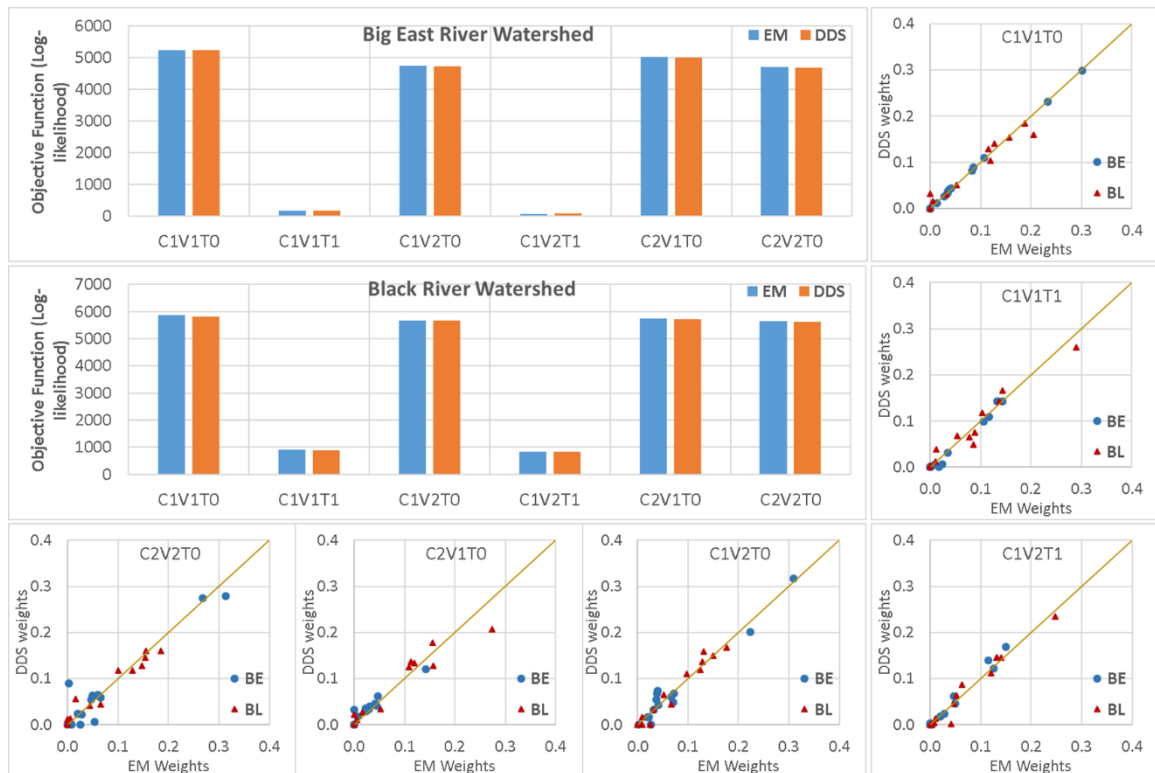 Big East River Watershed
EM DDS
Objective Function (Log-
likelihood)
6000
5000
4000
3000
2000
1000
0
C1V1T0 C1V1T1 C1V2T0 C1V2T1 C2V1T0 C2V2T0
C1V1T0
DDS weights
0.4
0.3
0.2
0.1
0.0
BE
BL
0.0 0.1 0.2 0.3 0.4
EM Weights
Black River Watershed
EM DDS
Objective Function (Log-
likelihood)
7000
6000
5000
4000
3000
2000
1000
0
C1V1T0 C1V1T1 C1V2T0 C1V2T1 C2V1T0 C2V2T0
C1V1T1
DDS weights
0.4
0.3
0.2
0.1
0.0
BE
BL
0.0 0.1 0.2 0.3 0.4
EM Weights
C2V2T0
DDS weights
0.4
0.3
0.2
0.1
0.0
BE
BL
0.0 0.1 0.2 0.3 0.4
EM Weights
C2V1T0
DDS weights
0.4
0.3
0.2
0.1
0.0
BE
BL
0.0 0.1 0.2 0.3 0.4
EM Weights
C1V2T0
DDS weights
0.4
0.3
0.2
0.1
0.0
BE
BL
0.0 0.1 0.2 0.3 0.4
EM Weights
C1V2T1
DDS weights
0.4
0.3
0.2
0.1
0.0
BE
BL
0.0 0.1 0.2 0.3 0.4
EM Weights